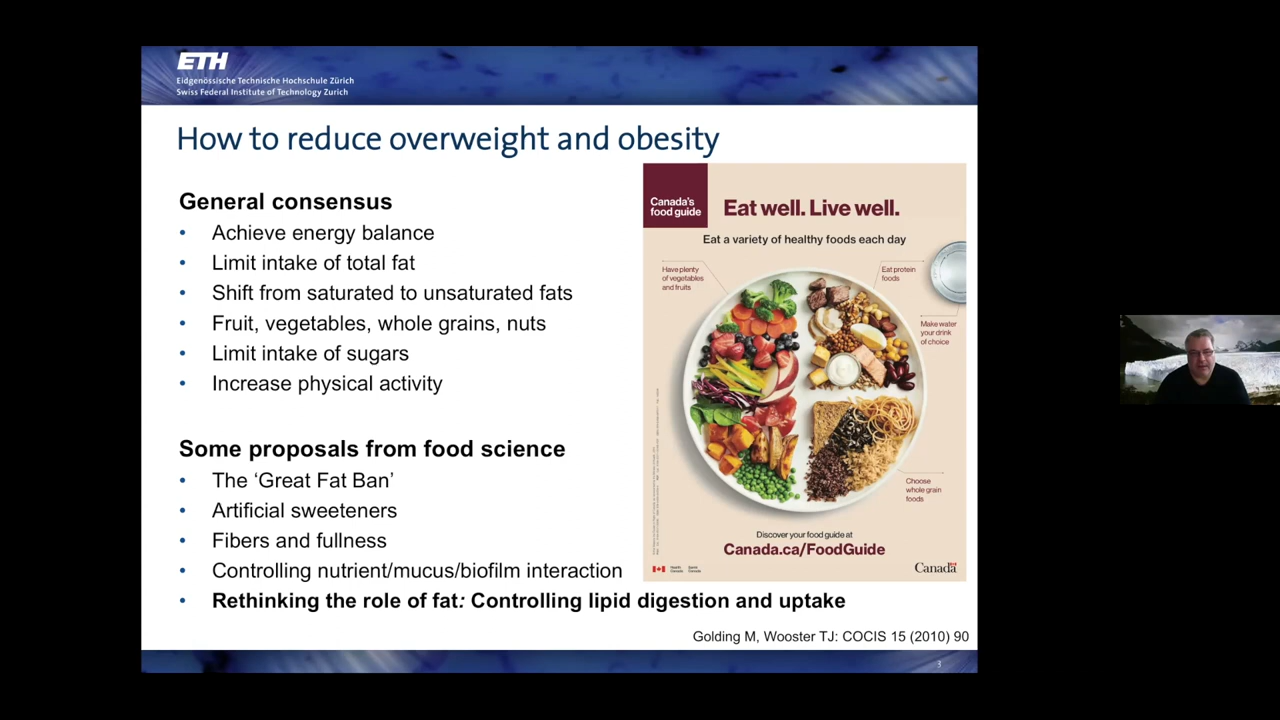 ETH
Eidgenössische Technische Hochschule Zürich
Swiss Federal Institute of Technology Zurich
How to reduce overweight and obesity
General consensus
• Achieve energy balance
• Limit intake of total fat
• Shift from saturated to unsaturated fats
• Fruit, vegetables, whole grains, nuts
• Limit intake of sugars
• Increase physical activity
Some proposals from food science
• The ‘Great Fat Ban’
• Artificial sweeteners
• Fibers and fullness
• Controlling nutrient/mucus/biofilm interaction
• Rethinking the role of fat: Controlling lipid digestion and uptake
Canada's
food guide
Eat well. Live well.
Eat a variety of healthy foods each day
Have plenty
of vegetables
and fruits
Eat protein
foods
Make water
your drink
of choice
Choose
whole grain
foods
Discover your food guide at
Canada.ca/FoodGuide
Health
Canada
Santé
Canada
Canada
Golding M, Wooster TJ: COCIS 15 (2010) 90
3